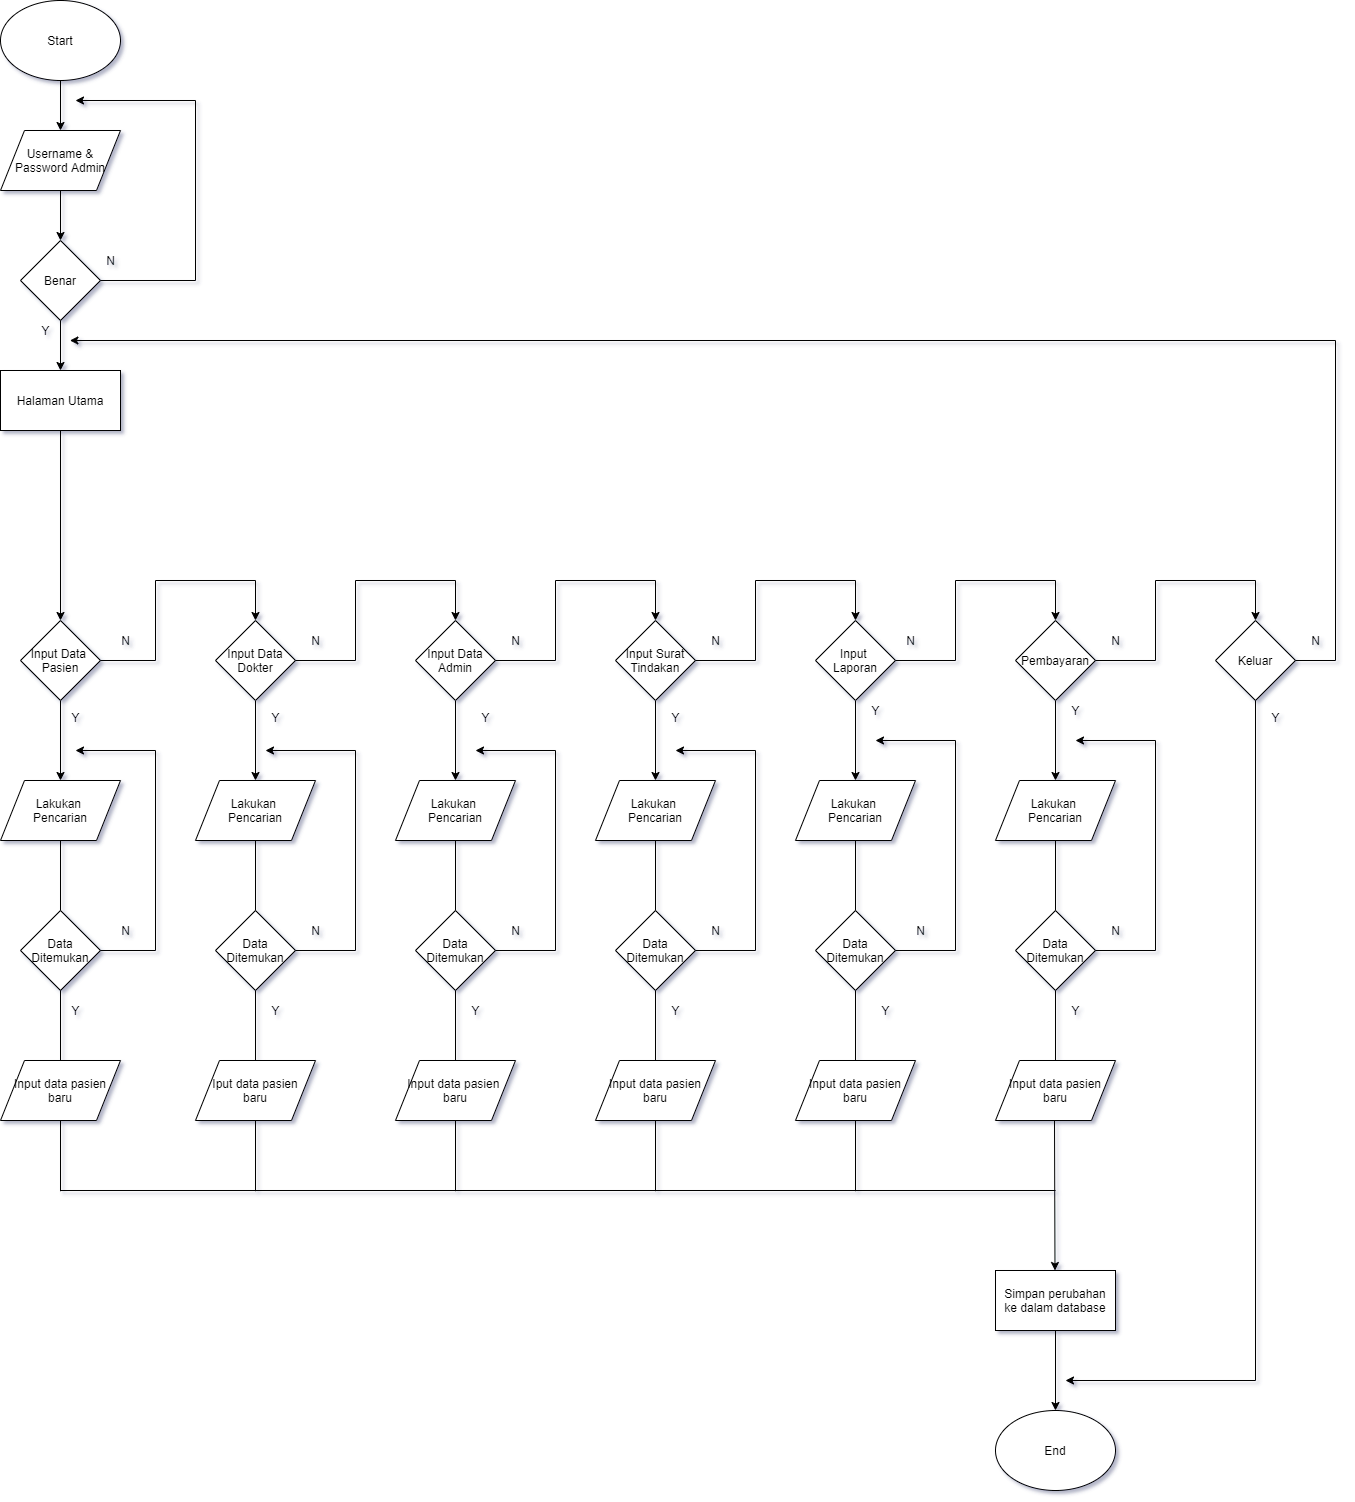 Start
Username &
Password Admin
N
Benar
Y
Halaman Utama
N
N
N
N
N
N
N
Input Data
Pasien
Input Data
Dokter
Input Data
Admin
Input Surat
Tindakan
Input
Laporan
Pembayaran
Keluar
Y
Y
Y
Y
Y
Y
Y
Lakukan
Pencarian
Lakukan
Pencarian
Lakukan
Pencarian
Lakukan
Pencarian
Lakukan
Pencarian
Lakukan
Pencarian
N
N
N
N
N
N
Data
Ditemukan
Data
Ditemukan
Data
Ditemukan
Data
Ditemukan
Data
Ditemukan
Data
Ditemukan
Y
Y
Y
Y
Y
Y
Input data pasien
baru
Iput data pasien
baru
Input data pasien
baru
Input data pasien
baru
Input data pasien
baru
Input data pasien
baru
Simpan perubahan
ke dalam database
End